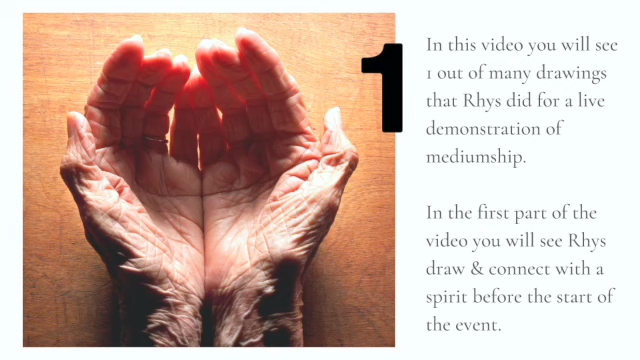 1
In this video you will see
1 out of many drawings
that Rhys did for a live
demonstration of
mediumship.
In the first part of the
video you will see Rhys
draw & connect with a
spirit before the start of
the event.